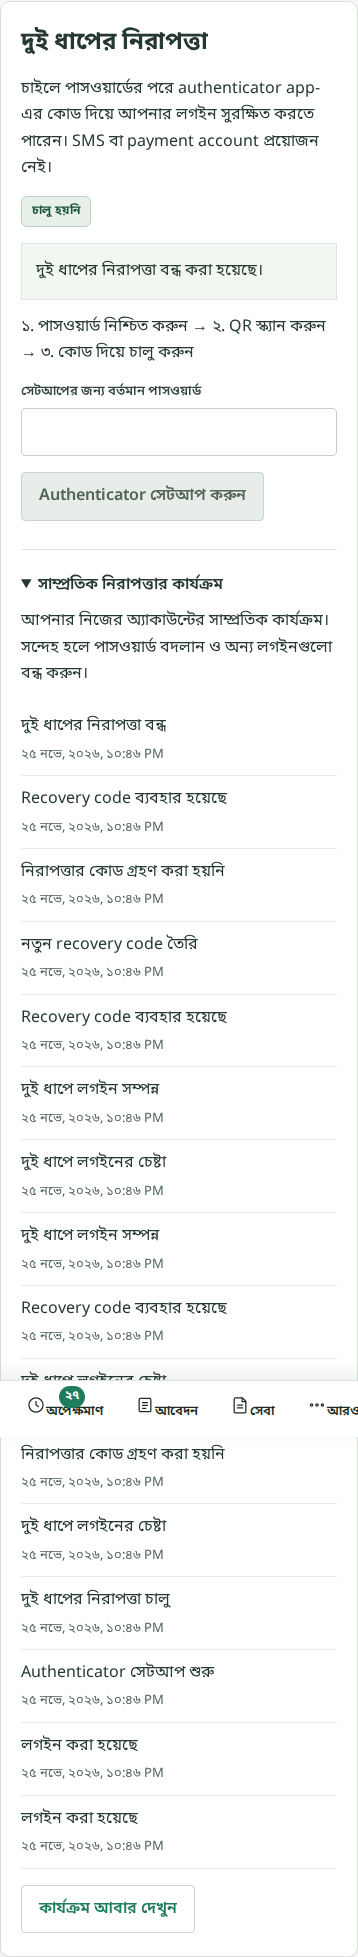 দুই ধাপের নিরাপত্তা
চাইলে পাসওয়ার্ডের পরে authenticator app-
এর কোড দিয়ে আপনার লগইন সুরক্ষিত করতে
পারেন। SMS বা payment account প্রয়োজন
নেই।
চালু হয়নি
দুই ধাপের নিরাপত্তা বন্ধ করা হয়েছে।
১. পাসওয়ার্ড নিশ্চিত করুন → ২. QR স্ক্যান করুন
→ ৩. কোড দিয়ে চালু করুন
সেটআপের জন্য বর্তমান পাসওয়ার্ড
Authenticator সেটআপ করুন
▼ সাম্প্রতিক নিরাপত্তার কার্যক্রম
আপনার নিজের অ্যাকাউন্টের সাম্প্রতিক কার্যক্রম।
সন্দেহ হলে পাসওয়ার্ড বদলান ও অন্য লগইনগুলো
বন্ধ করুন।
দুই ধাপের নিরাপত্তা বন্ধ
২৫ নভে, ২০২৬, ১০:৪৬ PM
Recovery code ব্যবহার হয়েছে
২৫ নভে, ২০২৬, ১০:৪৬ PM
নিরাপত্তার কোড গ্রহণ করা হয়নি
২৫ নভে, ২০২৬, ১০:৪৬ PM
নতুন recovery code তৈরি
২৫ নভে, ২০২৬, ১০:৪৬ PM
Recovery code ব্যবহার হয়েছে
২৫ নভে, ২০২৬, ১০:৪৬ PM
দুই ধাপে লগইন সম্পন্ন
২৫ নভে, ২০২৬, ১০:৪৬ PM
দুই ধাপে লগইনের চেষ্টা
২৫ নভে, ২০২৬, ১০:৪৬ PM
দুই ধাপে লগইন সম্পন্ন
২৫ নভে, ২০২৬, ১০:৪৬ PM
Recovery code ব্যবহার হয়েছে
২৫ নভে, ২০২৬, ১০:৪৬ PM
দুই ধাপে লগইনের চেষ্টা
২৭
অপেক্ষমাণ আবেদন সেবা আরও
নিরাপত্তার কোড গ্রহণ করা হয়নি
২৫ নভে, ২০২৬, ১০:৪৬ PM
দুই ধাপে লগইনের চেষ্টা
২৫ নভে, ২০২৬, ১০:৪৬ PM
দুই ধাপের নিরাপত্তা চালু
২৫ নভে, ২০২৬, ১০:৪৬ PM
Authenticator সেটআপ শুরু
২৫ নভে, ২০২৬, ১০:৪৬ PM
লগইন করা হয়েছে
২৫ নভে, ২০২৬, ১০:৪৬ PM
লগইন করা হয়েছে
২৫ নভে, ২০২৬, ১০:৪৬ PM
কার্যক্রম আবার দেখুন